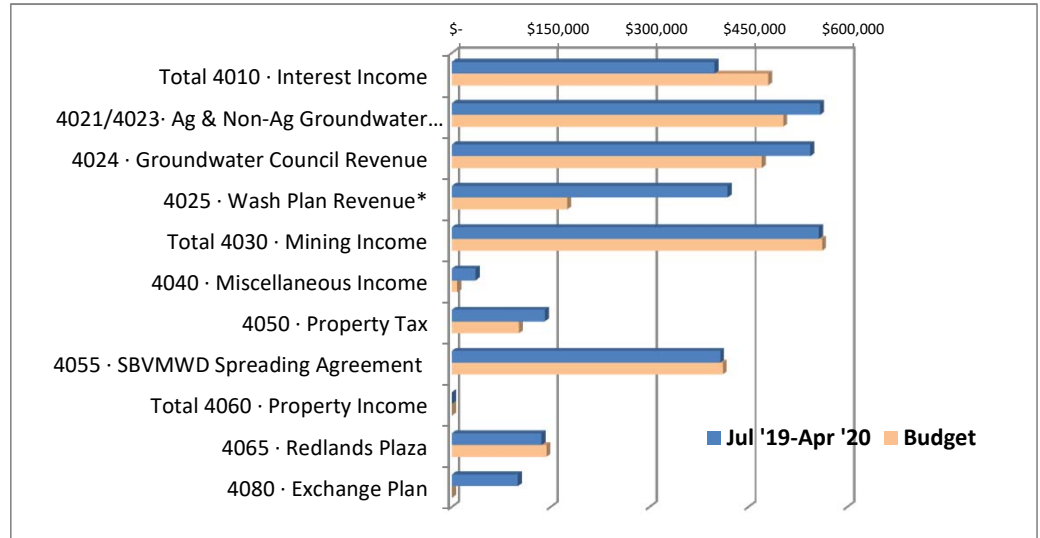 $- $150,000 $300,000 $450,000 $600,000
Total 4010 · Interest Income
4021/4023· Ag & Non-Ag Groundwater…
4024 · Groundwater Council Revenue
4025 · Wash Plan Revenue*
Total 4030 · Mining Income
4040 · Miscellaneous Income
4050 · Property Tax
4055 · SBVMWD Spreading Agreement
Total 4060 · Property Income
4065 · Redlands Plaza
Jul '19-Apr '20 Budget
4080 · Exchange Plan